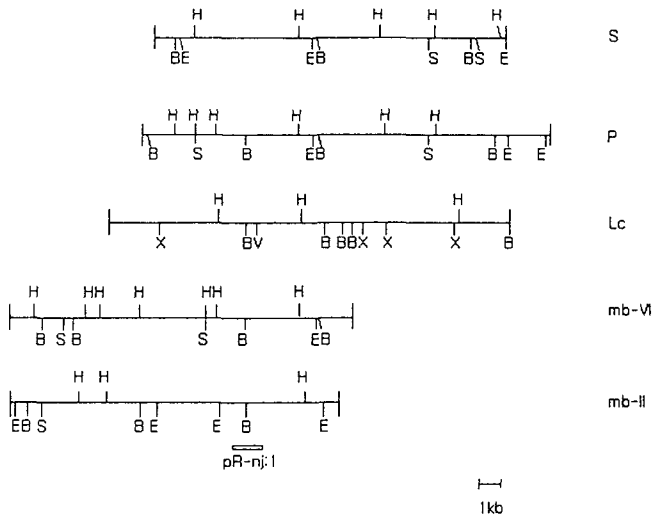 H H H H H
S
BE EB S BS E
H H H H H H
P
B S B EB S B E E
H H H
Lc
X BV B BBX X X B
H HH H HH H
mb-VI
B S B S B EB
H H H
mb-II
EB S B E E B E
pR-nj:1
1kb